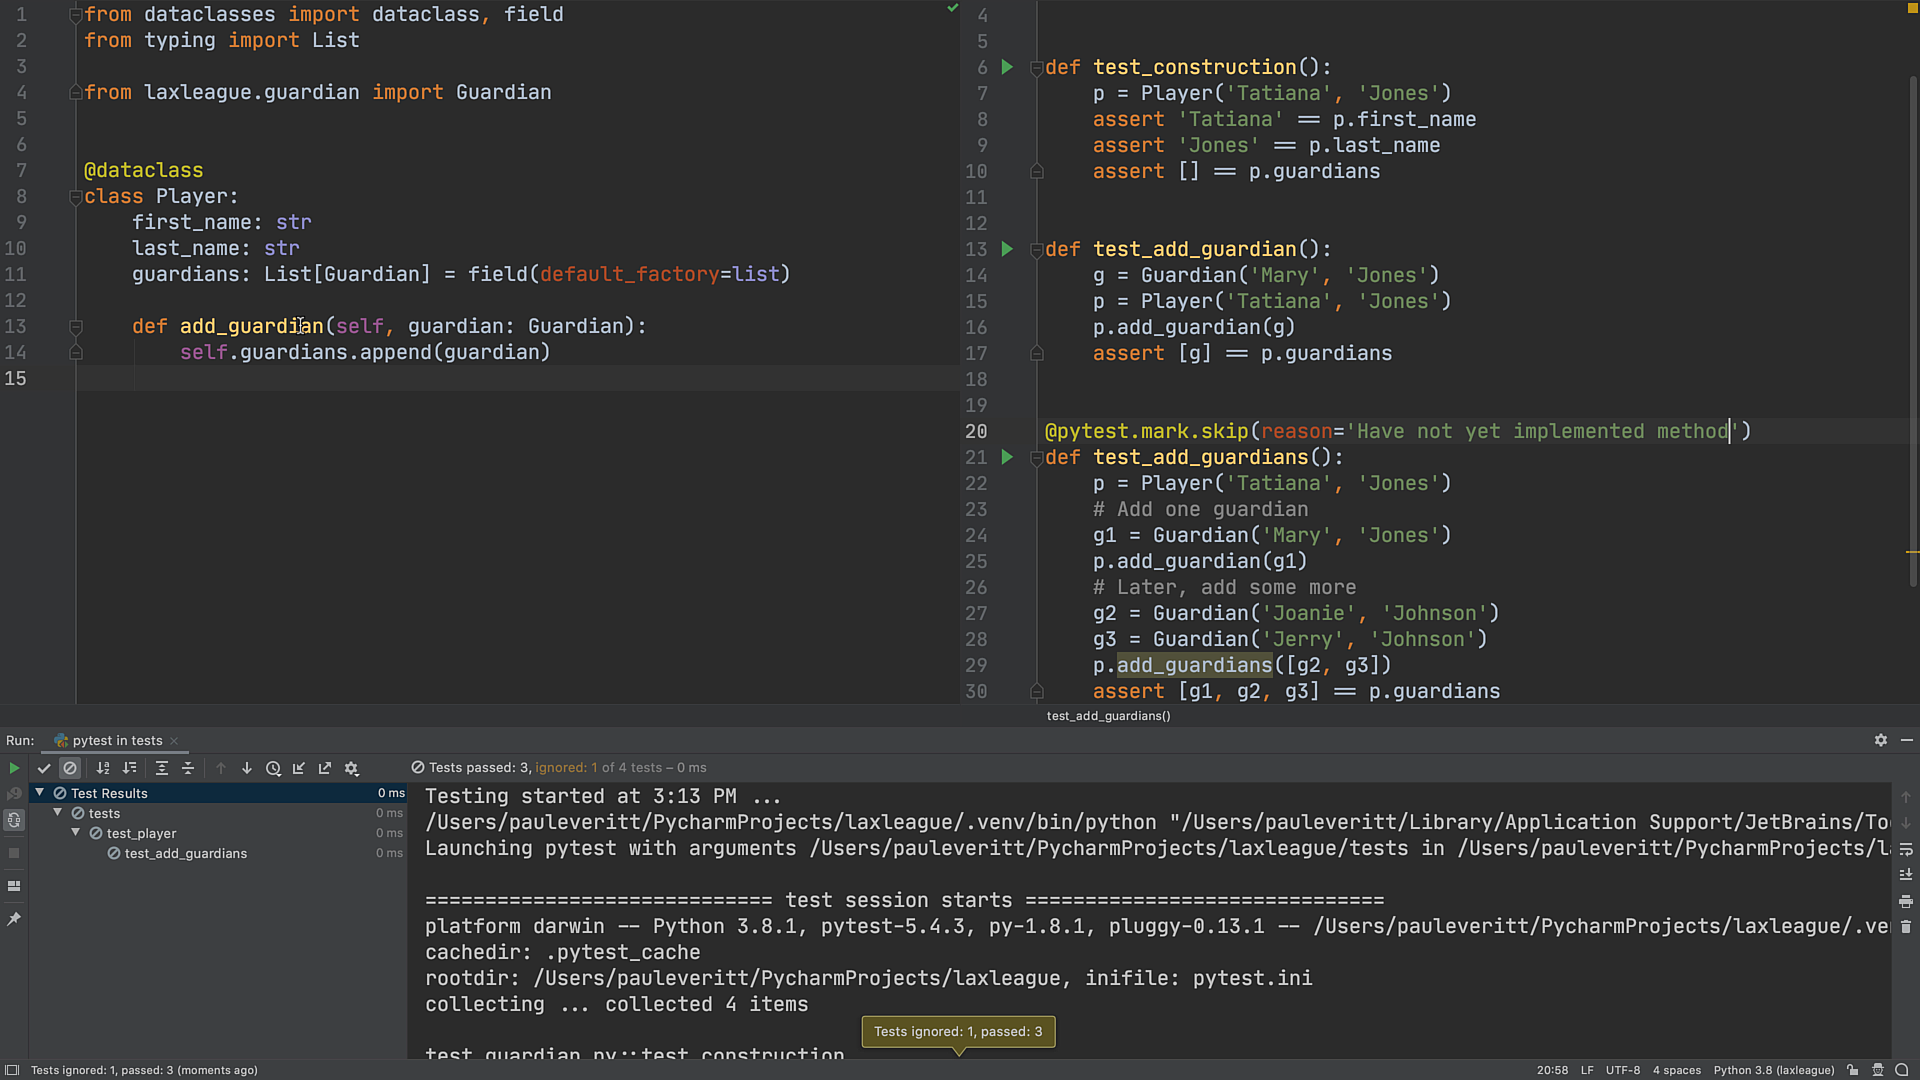 1 from dataclasses import dataclass, field
2 from typing import List
3
4 from laxleague.guardian import Guardian
5
6
7 @dataclass
8 class Player:
9 first_name: str
10 last_name: str
11 guardians: List[Guardian] = field(default_factory=list)
12
13 def add_guardian(self, guardian: Guardian):
14 self.guardians.append(guardian)
15
4
5
6 def test_construction():
7 p = Player('Tatiana', 'Jones')
8 assert 'Tatiana' == p.first_name
9 assert 'Jones' == p.last_name
10 assert [] == p.guardians
11
12
13 def test_add_guardian():
14 g = Guardian('Mary', 'Jones')
15 p = Player('Tatiana', 'Jones')
16 p.add_guardian(g)
17 assert [g] == p.guardians
18
19
20 @pytest.mark.skip(reason='Have not yet implemented method')
21 def test_add_guardians():
22 p = Player('Tatiana', 'Jones')
23 # Add one guardian
24 g1 = Guardian('Mary', 'Jones')
25 p.add_guardian(g1)
26 # Later, add some more
27 g2 = Guardian('Joanie', 'Johnson')
28 g3 = Guardian('Jerry', 'Johnson')
29 p.add_guardians([g2, g3])
30 assert [g1, g2, g3] == p.guardians
test_add_guardians()
Run: pytest in tests
Tests passed: 3, ignored: 1 of 4 tests – 0 ms
Test Results 0 ms
tests 0 ms
test_player 0 ms
test_add_guardians 0 ms
Testing started at 3:13 PM ...
/Users/pauleveritt/PycharmProjects/laxleague/.venv/bin/python "/Users/pauleveritt/Library/Application Support/JetBrains/To
Launching pytest with arguments /Users/pauleveritt/PycharmProjects/laxleague/tests in /Users/pauleveritt/PycharmProjects/l
============================= test session starts ==============================
platform darwin -- Python 3.8.1, pytest-5.4.3, py-1.8.1, pluggy-0.13.1 -- /Users/pauleveritt/PycharmProjects/laxleague/.ve
cachedir: .pytest_cache
rootdir: /Users/pauleveritt/PycharmProjects/laxleague, inifile: pytest.ini
collecting ... collected 4 items
test_guardian.py::test_construction
Tests ignored: 1, passed: 3
Tests ignored: 1, passed: 3 (moments ago)
20:58 LF UTF-8 4 spaces Python 3.8 (laxleague)